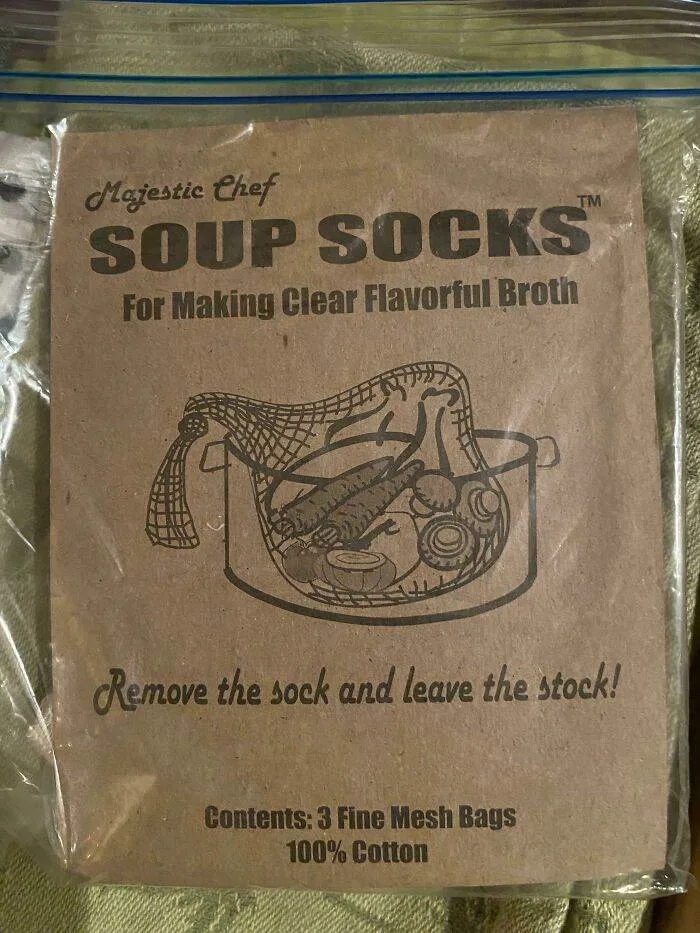 Majestic Chef
SOUP SOCKS™
For Making Clear Flavorful Broth
Remove the sock and leave the stock!
Contents: 3 Fine Mesh Bags
100% Cotton